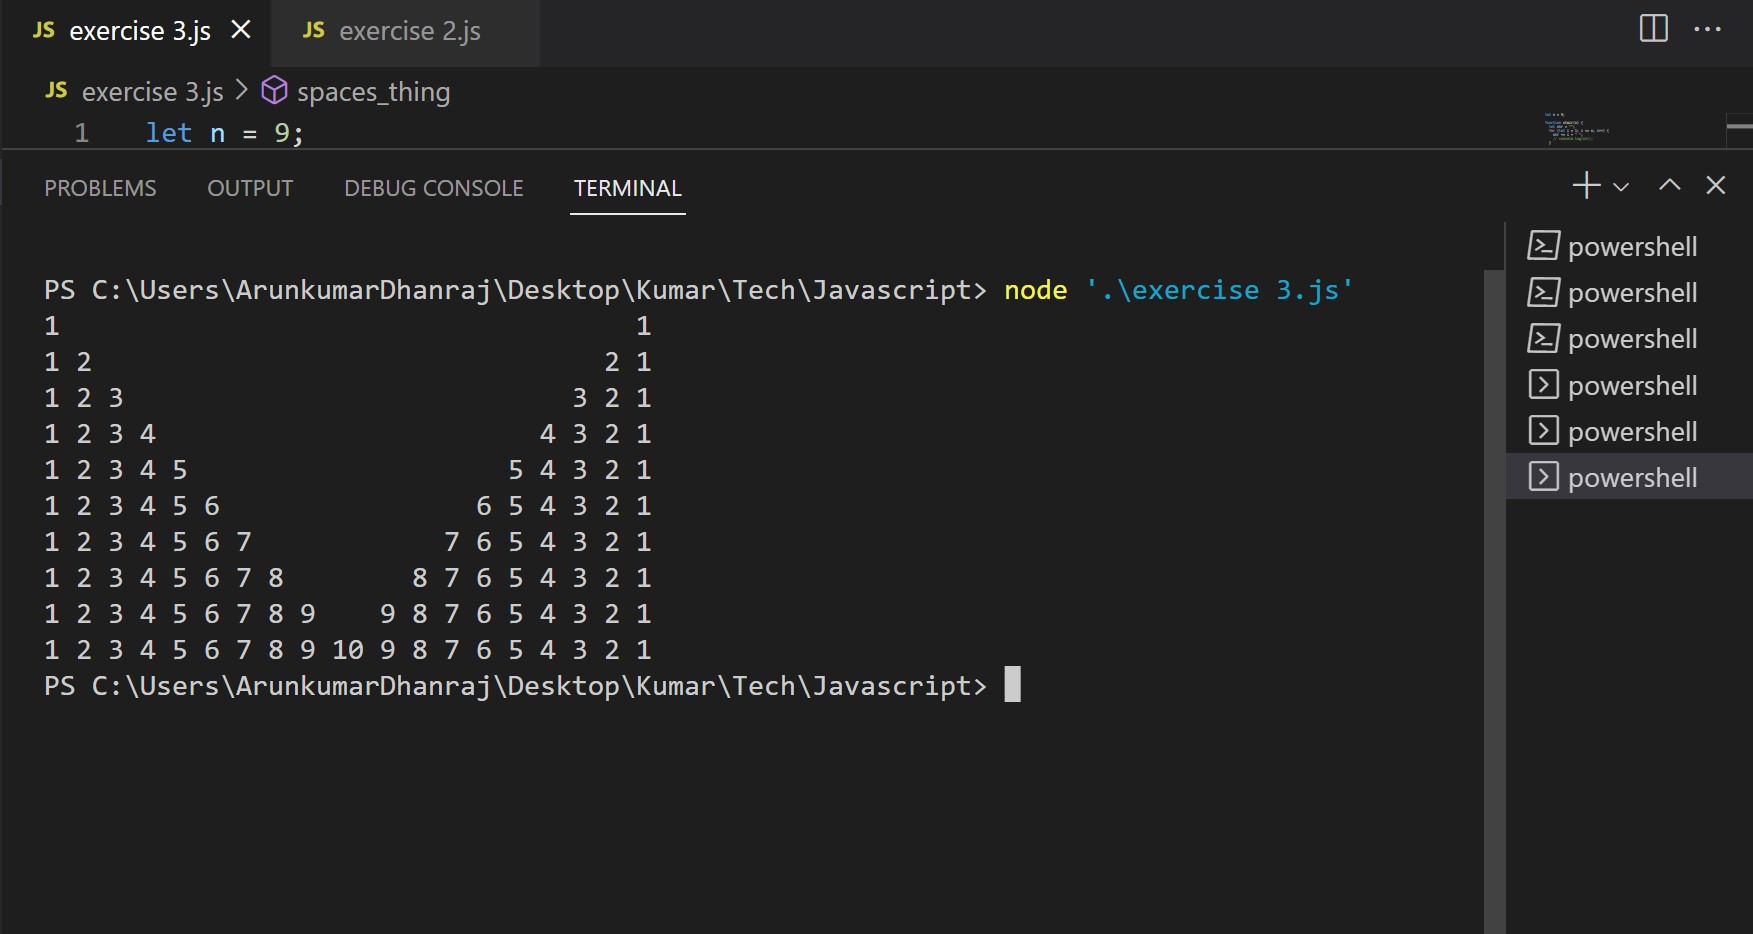 JS exercise 3.js JS exercise 2.js
JS exercise 3.js > spaces_thing
1 let n = 9;
PROBLEMS OUTPUT DEBUG CONSOLE TERMINAL
PS C:\Users\ArunkumarDhanraj\Desktop\Kumar\Tech\Javascript> node '.\exercise 3.js'
1                                    1
1 2                                2 1
1 2 3                            3 2 1
1 2 3 4                        4 3 2 1
1 2 3 4 5                    5 4 3 2 1
1 2 3 4 5 6                6 5 4 3 2 1
1 2 3 4 5 6 7            7 6 5 4 3 2 1
1 2 3 4 5 6 7 8        8 7 6 5 4 3 2 1
1 2 3 4 5 6 7 8 9    9 8 7 6 5 4 3 2 1
1 2 3 4 5 6 7 8 9 10 9 8 7 6 5 4 3 2 1
PS C:\Users\ArunkumarDhanraj\Desktop\Kumar\Tech\Javascript>
powershell
powershell
powershell
powershell
powershell
powershell